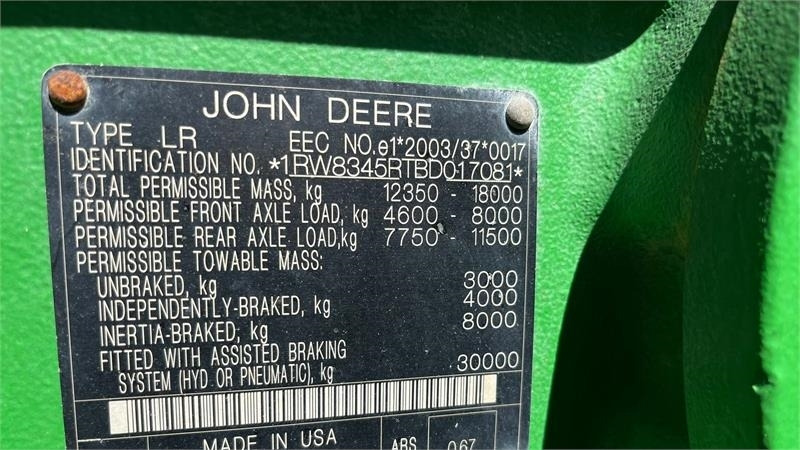 JOHN DEERE
TYPE LR EEC NO.e1*2003/37*0017
IDENTIFICATION NO. *1RW8345RTBD017081*
TOTAL PERMISSIBLE MASS, kg 12350 - 18000
PERMISSIBLE FRONT AXLE LOAD, kg 4600 - 8000
PERMISSIBLE REAR AXLE LOAD,kg 7750 - 11500
PERMISSIBLE TOWABLE MASS:
UNBRAKED, kg 3000
INDEPENDENTLY-BRAKED, kg 4000
INERTIA-BRAKED, kg 8000
FITTED WITH ASSISTED BRAKING
SYSTEM (HYD OR PNEUMATIC), kg 30000
MADE IN USA ABS 0.67